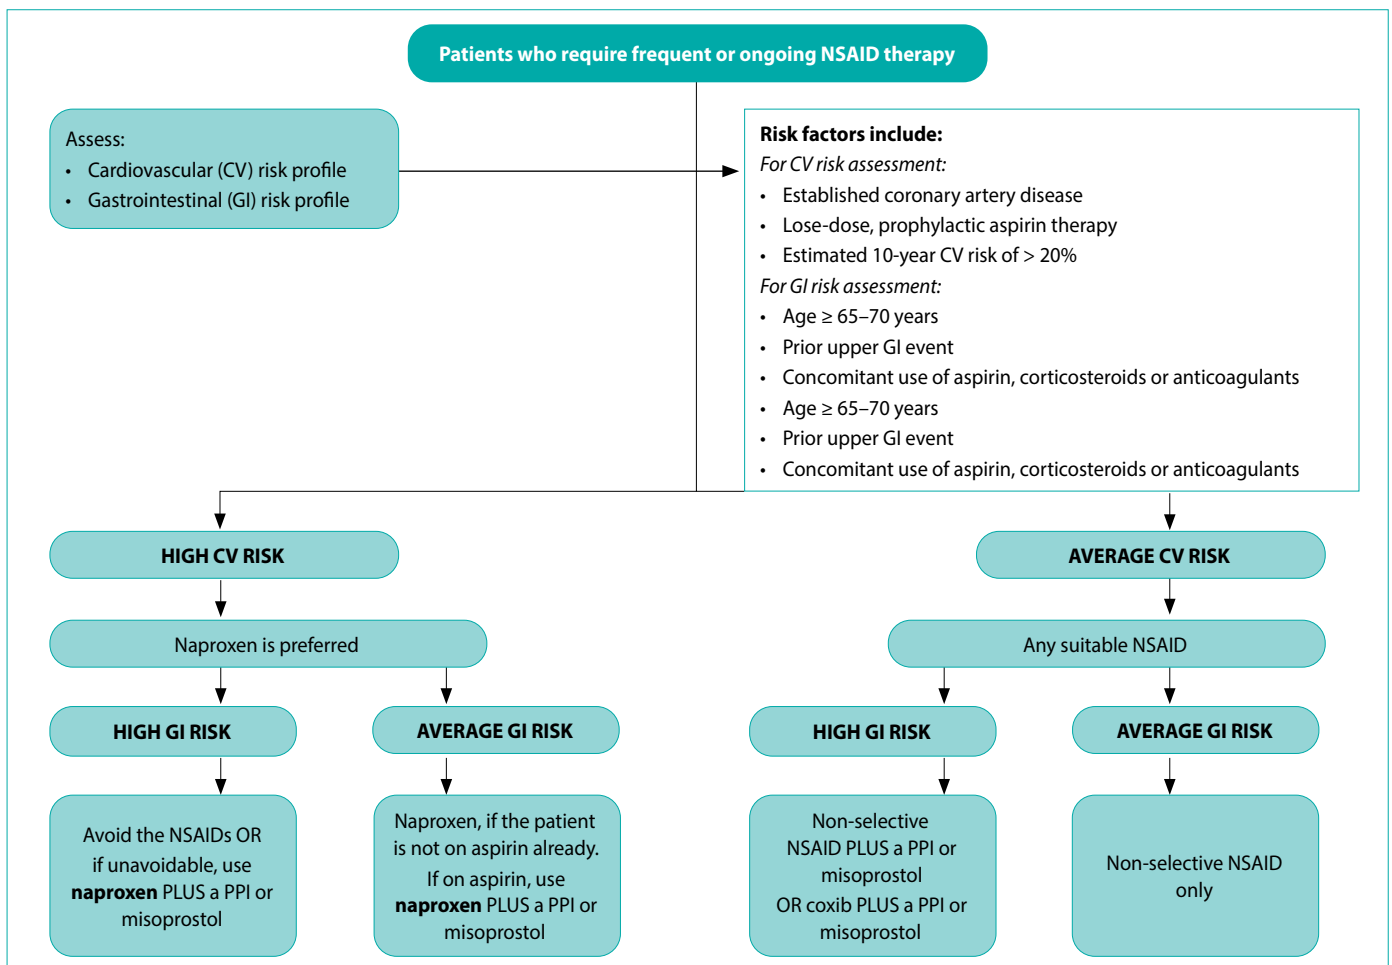 Patients who require frequent or ongoing NSAID therapy
Assess:
• Cardiovascular (CV) risk profile
• Gastrointestinal (GI) risk profile
Risk factors include:
For CV risk assessment:
• Established coronary artery disease
• Lose-dose, prophylactic aspirin therapy
• Estimated 10-year CV risk of > 20%
For GI risk assessment:
• Age ≥ 65–70 years
• Prior upper GI event
• Concomitant use of aspirin, corticosteroids or anticoagulants
• Age ≥ 65–70 years
• Prior upper GI event
• Concomitant use of aspirin, corticosteroids or anticoagulants
HIGH CV RISK
AVERAGE CV RISK
Naproxen is preferred
Any suitable NSAID
HIGH GI RISK
AVERAGE GI RISK
HIGH GI RISK
AVERAGE GI RISK
Avoid the NSAIDs OR
if unavoidable, use
naproxen PLUS a PPI or
misoprostol
Naproxen, if the patient
is not on aspirin already.
If on aspirin, use
naproxen PLUS a PPI or
misoprostol
Non-selective
NSAID PLUS a PPI or
misoprostol
OR coxib PLUS a PPI or
misoprostol
Non-selective NSAID
only